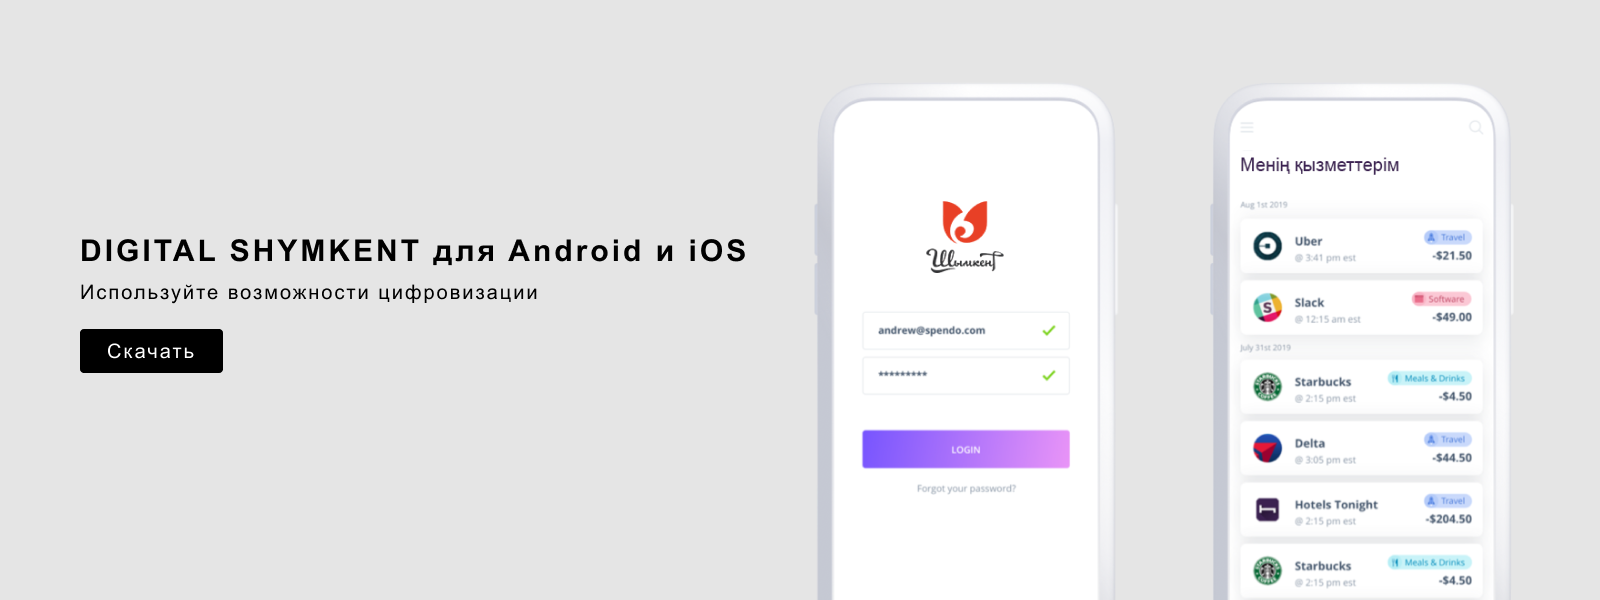 DIGITAL SHYMKENT для Android и iOS
Используйте возможности цифровизации
Скачать
Шымкент
andrew@spendo.com
*********
LOGIN
Forgot your password?
Менің қызметтерім
Aug 1st 2019
Uber
Travel
@ 3:41 pm est
-$21.50
Slack
Software
@ 12:15 am est
-$49.00
July 31st 2019
Starbucks
Meals & Drinks
@ 2:15 pm est
-$4.50
Delta
Travel
@ 3:05 pm est
-$44.50
Hotels Tonight
Travel
@ 2:15 pm est
-$204.50
Starbucks
Meals & Drinks
@ 2:15 pm est
-$4.50